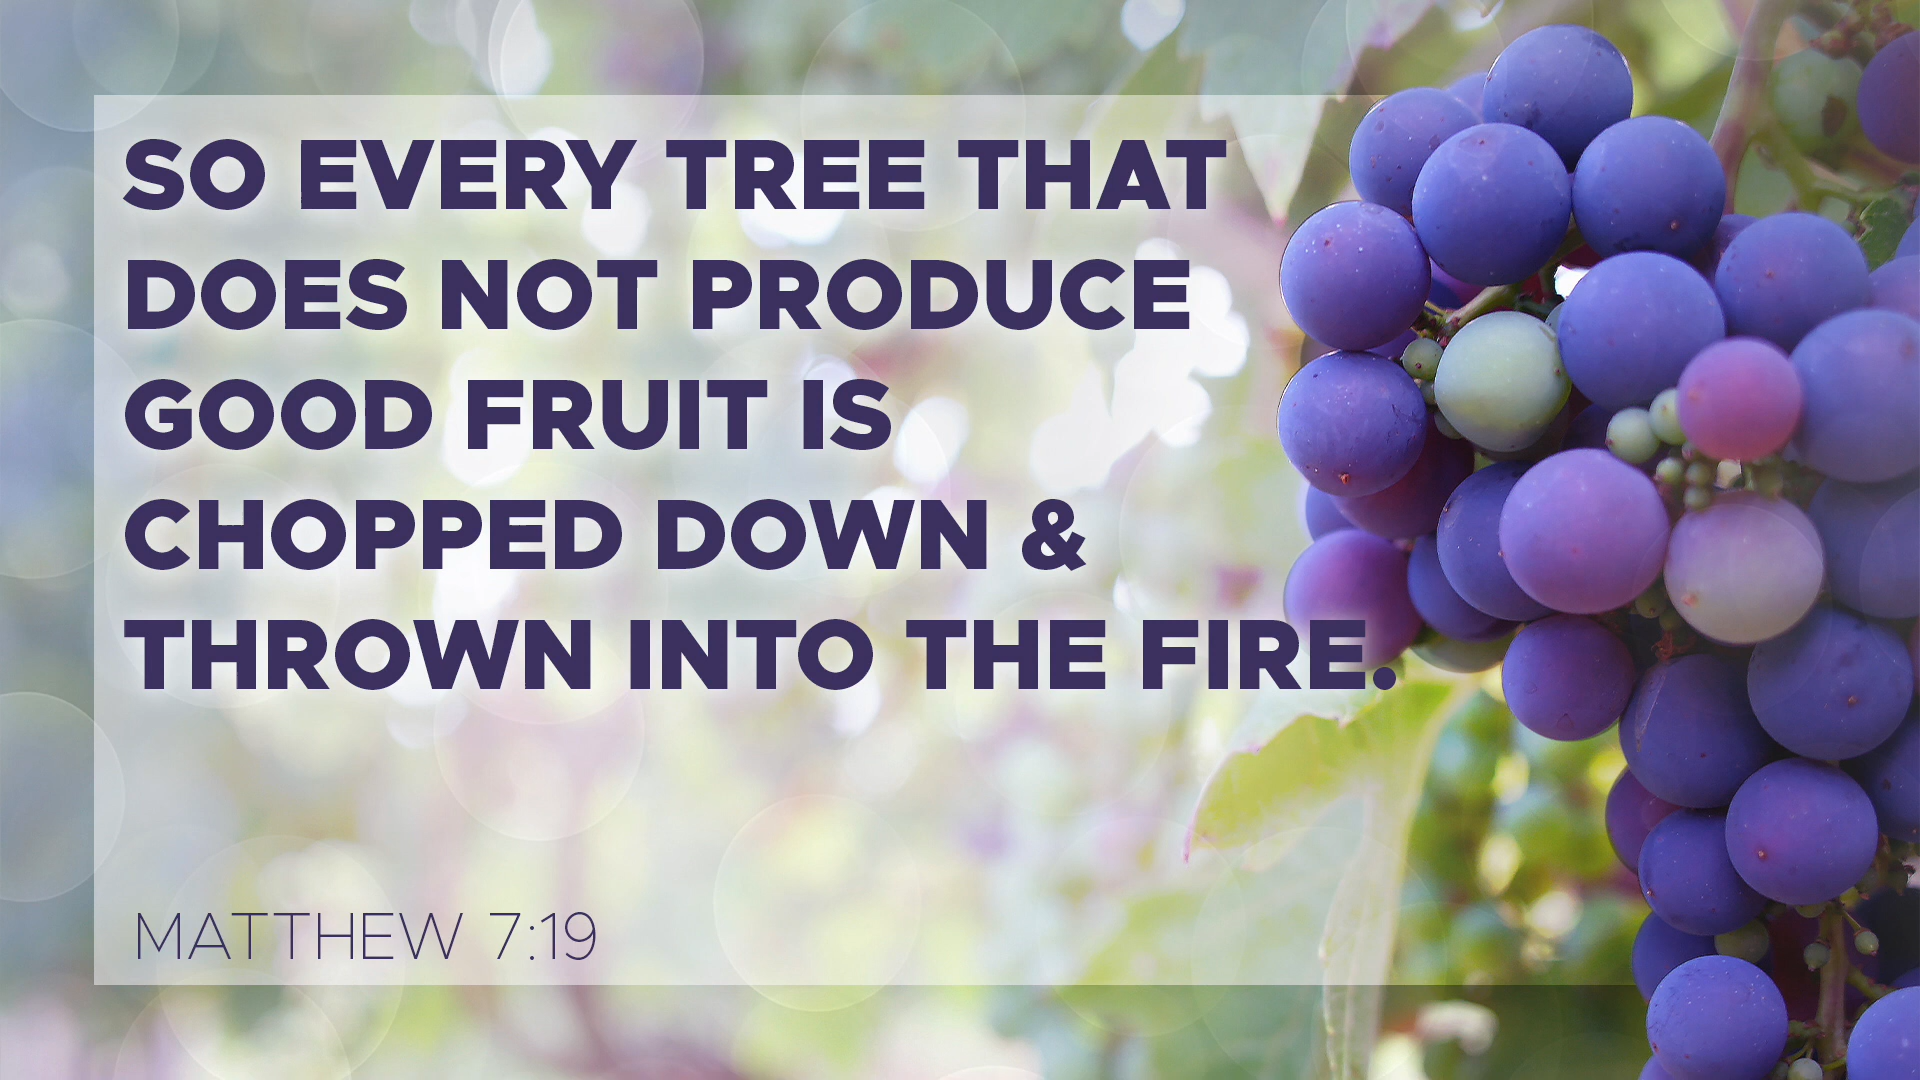 SO EVERY TREE THAT
DOES NOT PRODUCE
GOOD FRUIT IS
CHOPPED DOWN &
THROWN INTO THE FIRE.
MATTHEW 7:19